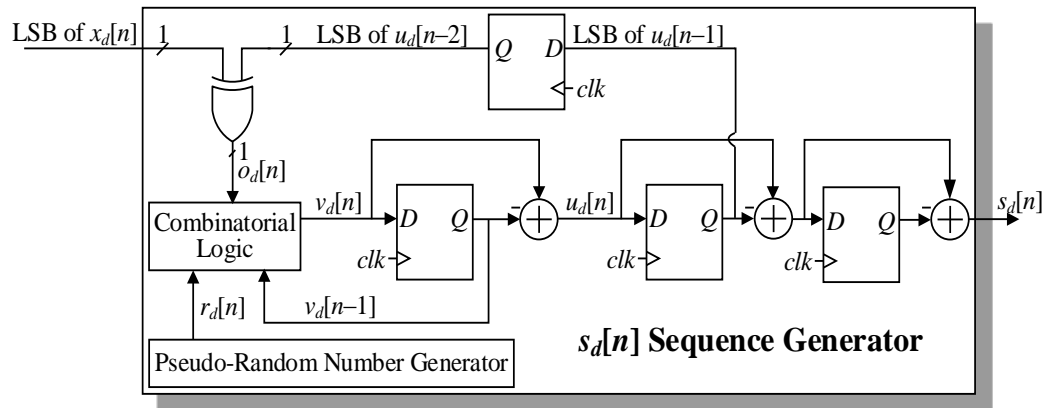 LSB of x_d[n]
1
1
LSB of u_d[n–2]
Q
D
LSB of u_d[n–1]
clk
1
o_d[n]
Combinatorial
Logic
v_d[n]
D
Q
clk
-
u_d[n]
D
Q
clk
-
D
Q
clk
-
s_d[n]
r_d[n]
v_d[n–1]
Pseudo-Random Number Generator
s_d[n] Sequence Generator